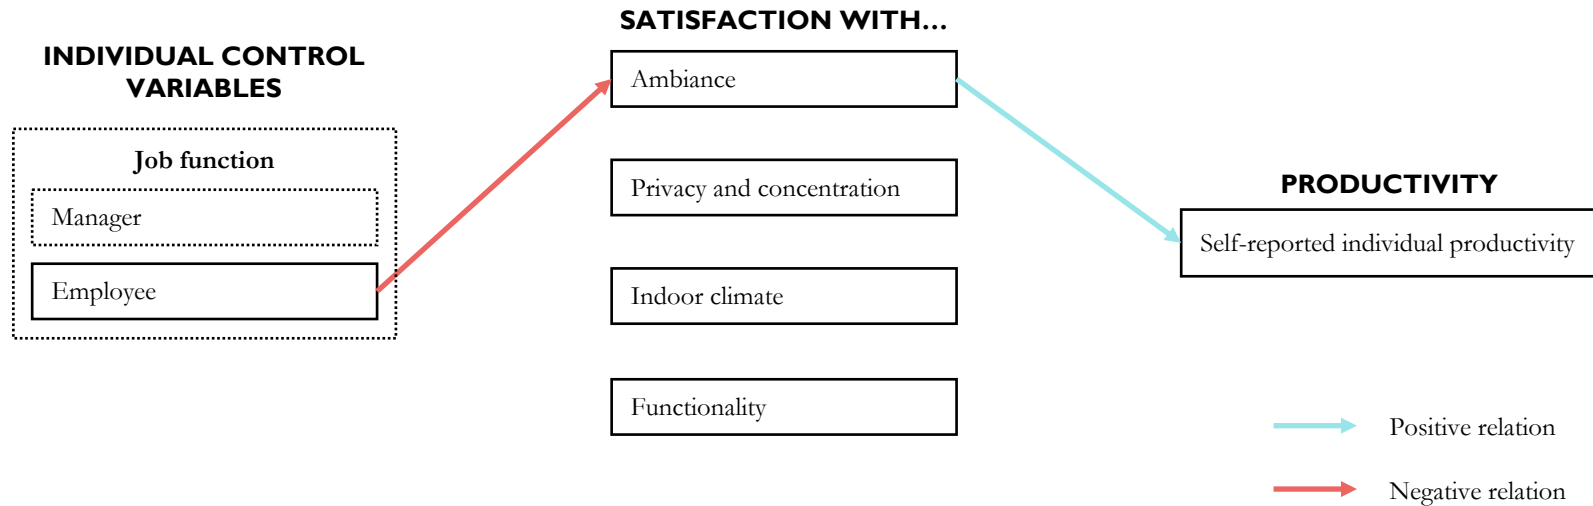 INDIVIDUAL CONTROL
VARIABLES
Job function
Manager
Employee
SATISFACTION WITH...
Ambiance
Privacy and concentration
Indoor climate
Functionality
PRODUCTIVITY
Self-reported individual productivity
Positive relation
Negative relation